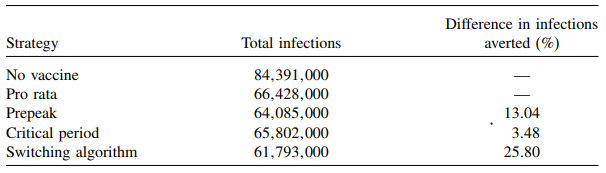 Difference in infections
Strategy Total infections averted (%)
No vaccine 84,391,000 —
Pro rata 66,428,000 —
Prepeak 64,085,000 13.04
Critical period 65,802,000 3.48
Switching algorithm 61,793,000 25.80